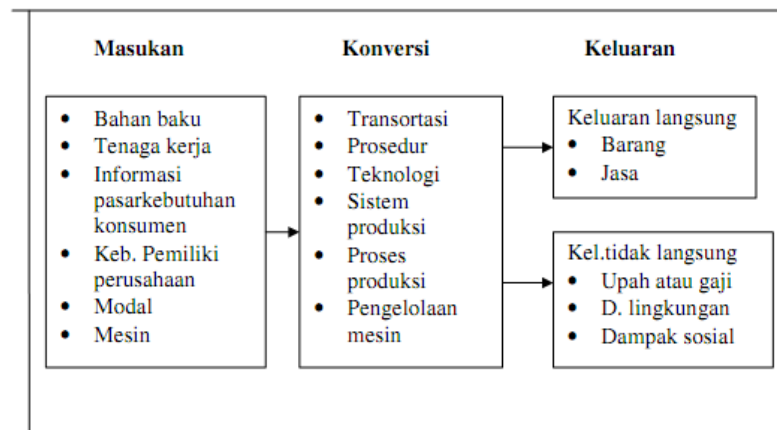 Masukan
Konversi
Keluaran
• Bahan baku
• Tenaga kerja
• Informasi
pasarkebutuhan
konsumen
• Keb. Pemiliki
perusahaan
• Modal
• Mesin
• Transortasi
• Prosedur
• Teknologi
• Sistem
produksi
• Proses
produksi
• Pengelolaan
mesin
Keluaran langsung
• Barang
• Jasa
Kel.tidak langsung
• Upah atau gaji
• D. lingkungan
• Dampak sosial